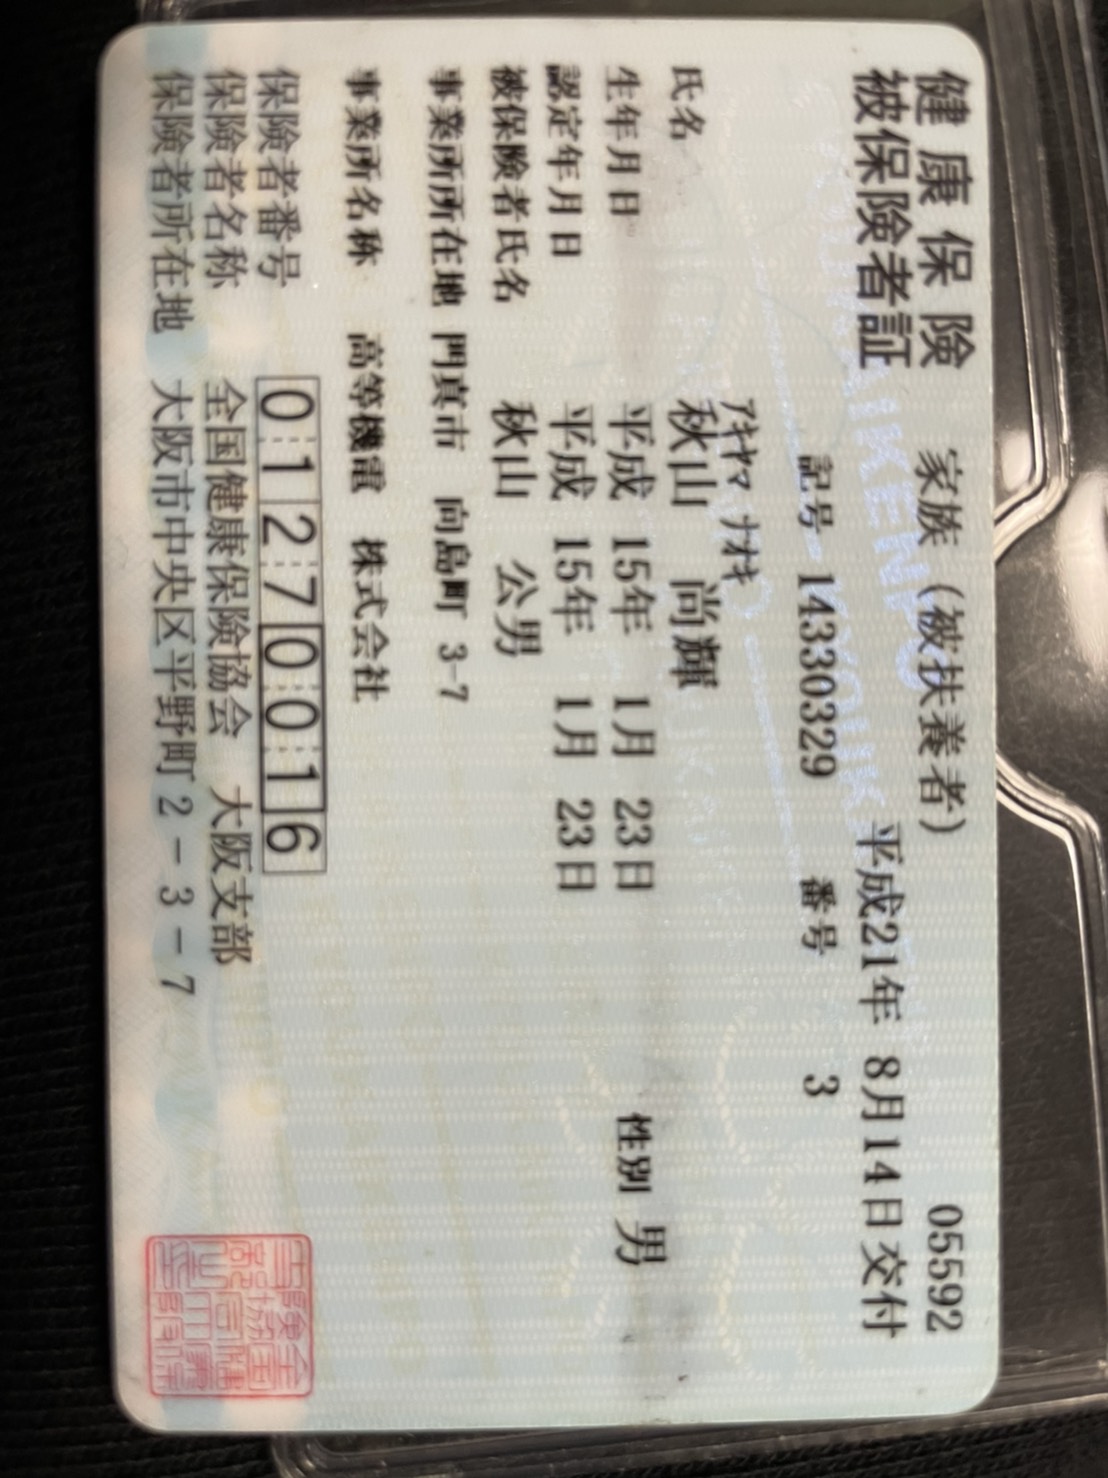 健康保険 家族(被扶養者) 05592
被保険者証 平成21年 8月14日交付
記号 14330329 番号 3
アキヤマ ナオキ
氏名 秋山 尚輝
生年月日 平成 15年 1月 23日 性別 男
認定年月日 平成 15年 1月 23日
被保険者氏名 秋山 公男
事業所所在地 門真市 向島町 3-7
事業所名称 高等機電 株式会社
保険者番号 01270016
保険者名称 全国健康保険協会 大阪支部
保険者所在地 大阪市中央区平野町2-3-7